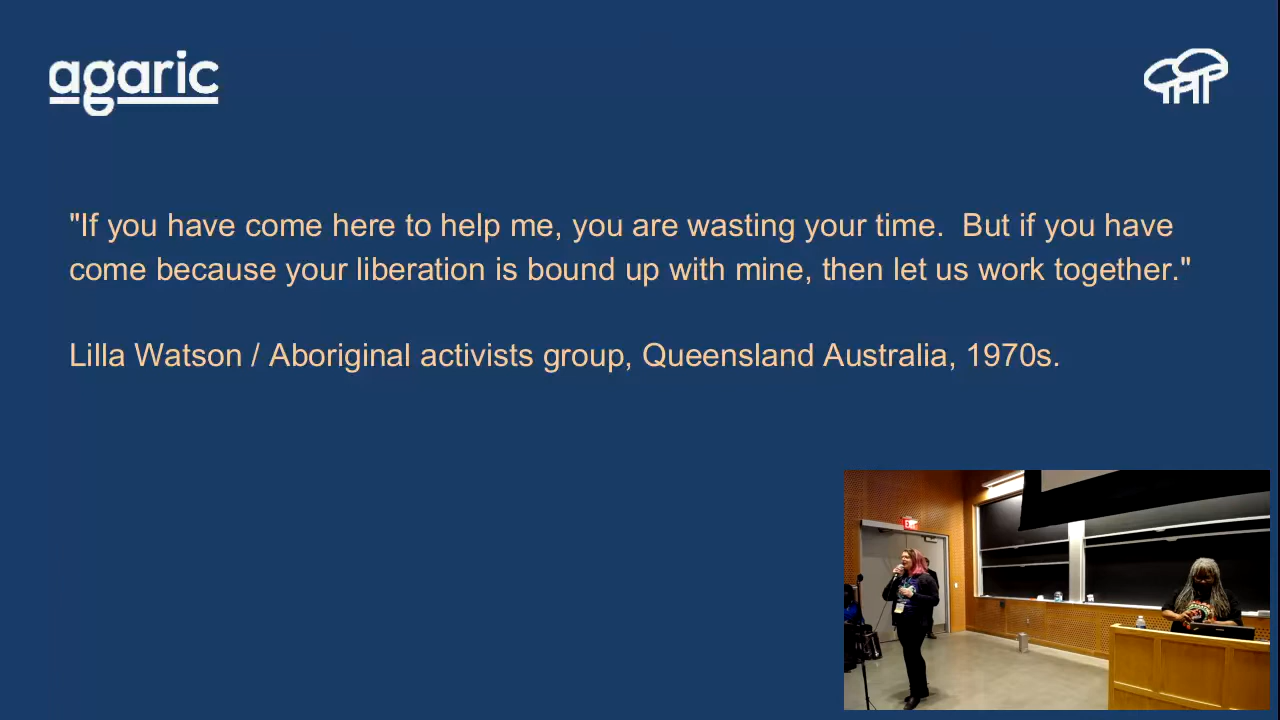 agaric
"If you have come here to help me, you are wasting your time.  But if you have
come because your liberation is bound up with mine, then let us work together."
Lilla Watson / Aboriginal activists group, Queensland Australia, 1970s.